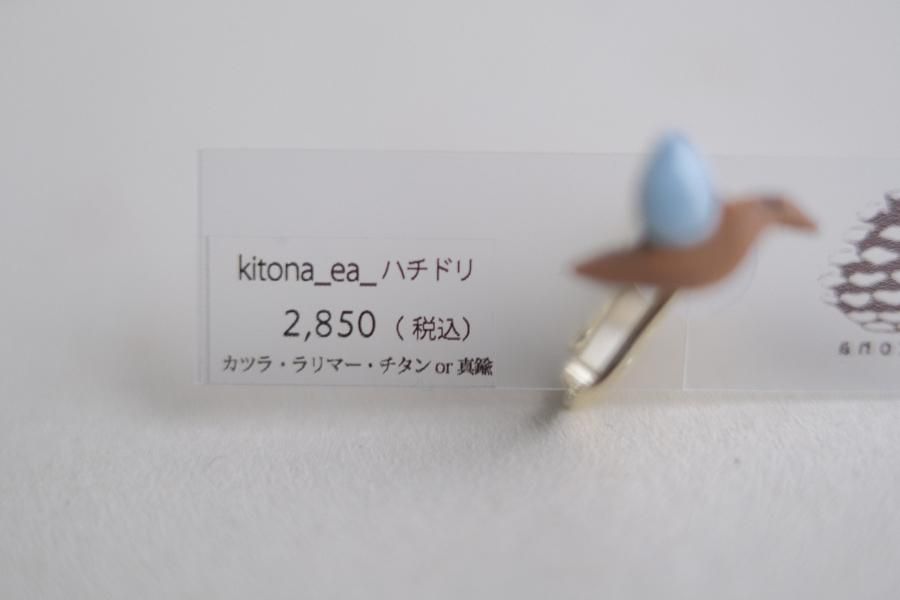 kitona_ea_ハチドリ
2,850 （税込）
カツラ・ラリマー・チタン or 真鍮